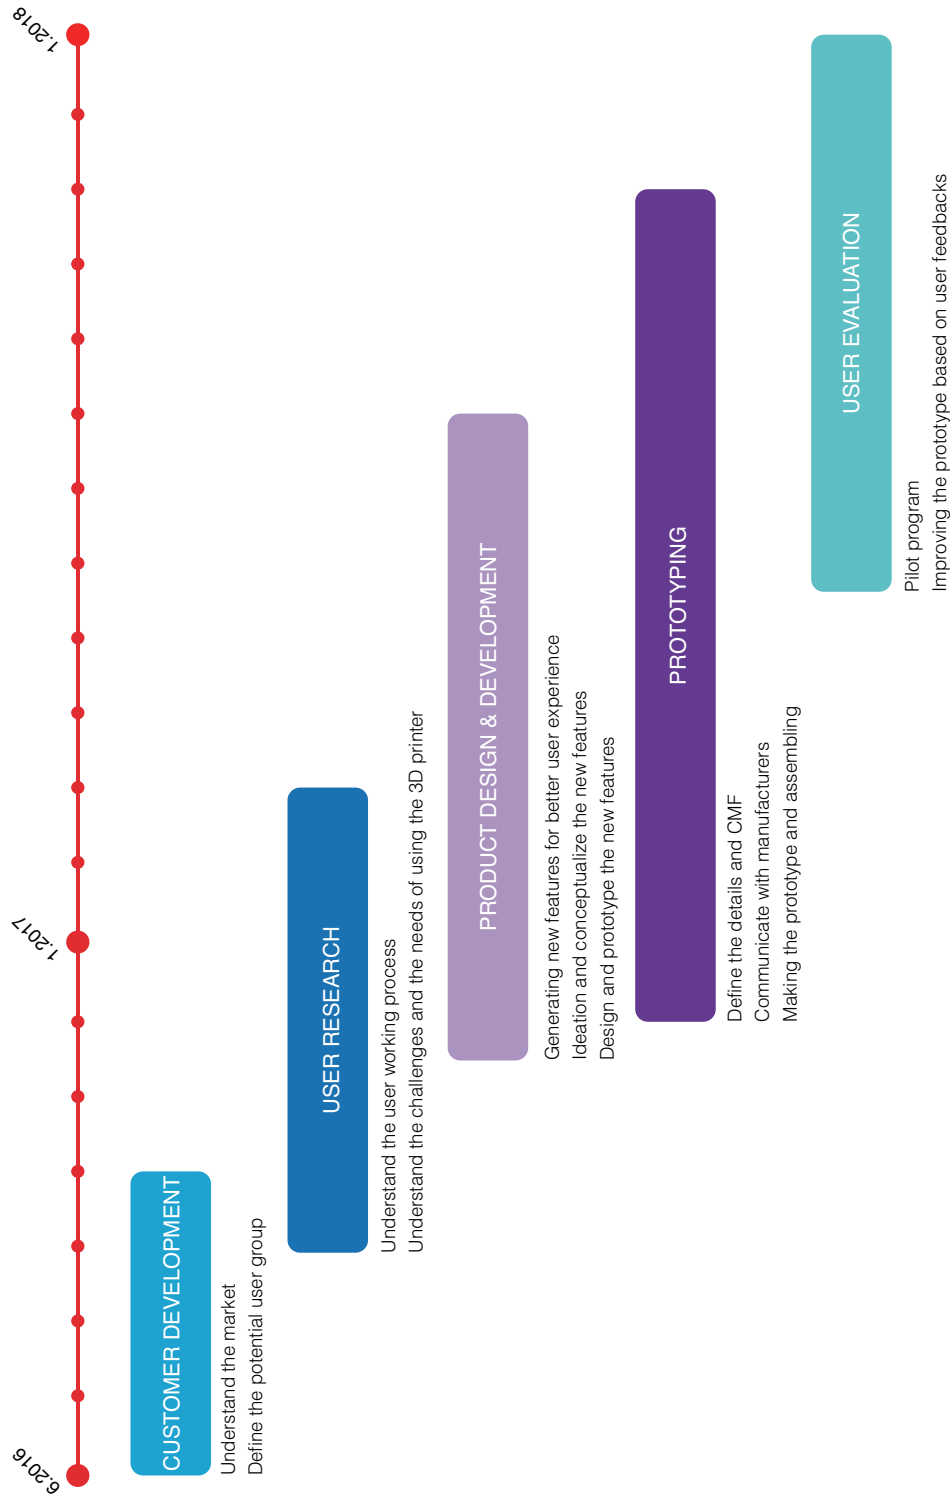 6.2016
1.2017
1.2018
CUSTOMER DEVELOPMENT
Understand the market
Define the potential user group
USER RESEARCH
Understand the user working process
Understand the challenges and the needs of using the 3D printer
PRODUCT DESIGN & DEVELOPMENT
Generating new features for better user experience
Ideation and conceptualize the new features
Design and prototype the new features
PROTOTYPING
Define the details and CMF
Communicate with manufacturers
Making the prototype and assembling
USER EVALUATION
Pilot program
Improving the prototype based on user feedbacks